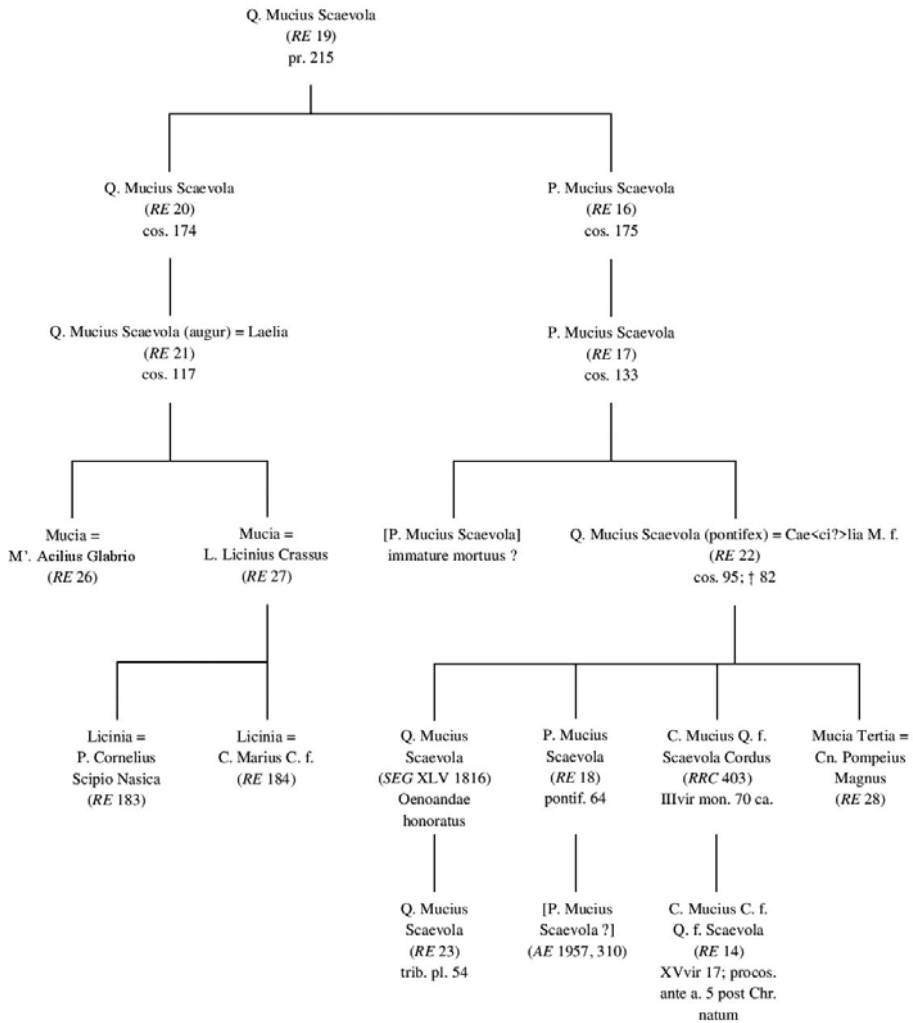 Q. Mucius Scaevola
(RE 19)
pr. 215
Q. Mucius Scaevola
(RE 20)
cos. 174
P. Mucius Scaevola
(RE 16)
cos. 175
Q. Mucius Scaevola (augur) = Laelia
(RE 21)
cos. 117
P. Mucius Scaevola
(RE 17)
cos. 133
Mucia =
M'. Acilius Glabrio
(RE 26)
Mucia =
L. Licinius Crassus
(RE 27)
[P. Mucius Scaevola]
immature mortuus ?
Q. Mucius Scaevola (pontifex) = Cae<ci?>lia M. f.
(RE 22)
cos. 95; † 82
Licinia =
P. Cornelius
Scipio Nasica
(RE 183)
Licinia =
C. Marius C. f.
(RE 184)
Q. Mucius
Scaevola
(SEG XLV 1816)
Oenoandae
honoratus
P. Mucius
Scaevola
(RE 18)
pontif. 64
C. Mucius Q. f.
Scaevola Cordus
(RRC 403)
IIIvir mon. 70 ca.
Mucia Tertia =
Cn. Pompeius
Magnus
(RE 28)
Q. Mucius
Scaevola
(RE 23)
trib. pl. 54
[P. Mucius
Scaevola ?]
(AE 1957, 310)
C. Mucius C. f.
Q. f. Scaevola
(RE 14)
XVvir 17; procos.
ante a. 5 post Chr.
natum